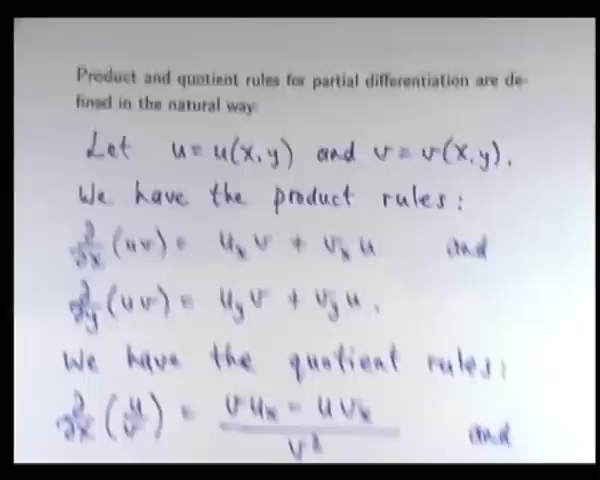 Product and quotient rules for partial differentiation are de-
fined in the natural way.
Let u = u(x,y) and v = v(x,y).
We have the product rules:
∂/∂x (uv) = u_x v + v_x u and
∂/∂y (uv) = u_y v + v_y u.
We have the quotient rules:
∂/∂x (u/v) = (v u_x - u v_x)/v² and